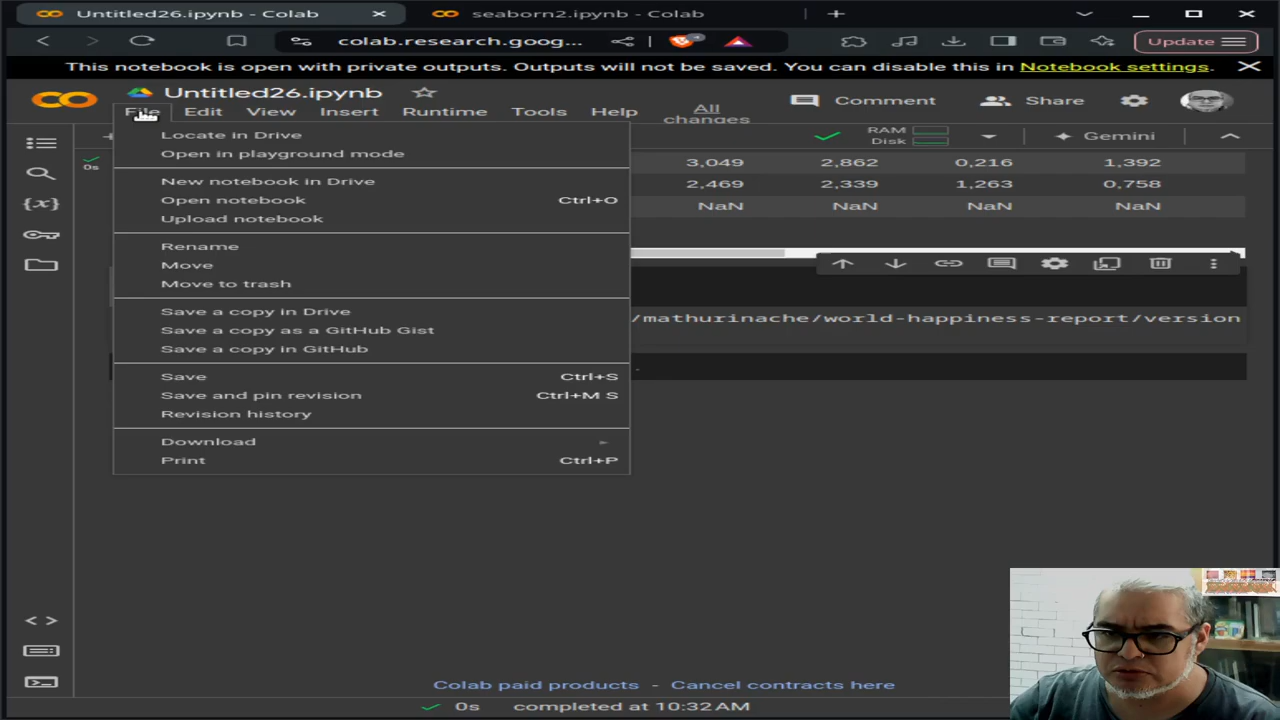 Untitled26.ipynb - Colab
seaborn2.ipynb - Colab
colab.research.goog...
Update
This notebook is open with private outputs. Outputs will not be saved. You can disable this in Notebook settings.
Untitled26.ipynb
File Edit View Insert Runtime Tools Help
All changes
Comment
Share
RAM
Disk
Gemini
0s
Locate in Drive
Open in playground mode
New notebook in Drive
Open notebook Ctrl+O
Upload notebook
Rename
Move
Move to trash
Save a copy in Drive
Save a copy as a GitHub Gist
Save a copy in GitHub
Save Ctrl+S
Save and pin revision Ctrl+M S
Revision history
Download
Print Ctrl+P
3,049 2,862 0,216 1,392
2,469 2,339 1,263 0,758
NaN NaN NaN NaN
/mathurinache/world-happiness-report/version
{x}
Colab paid products - Cancel contracts here
0s completed at 10:32 AM